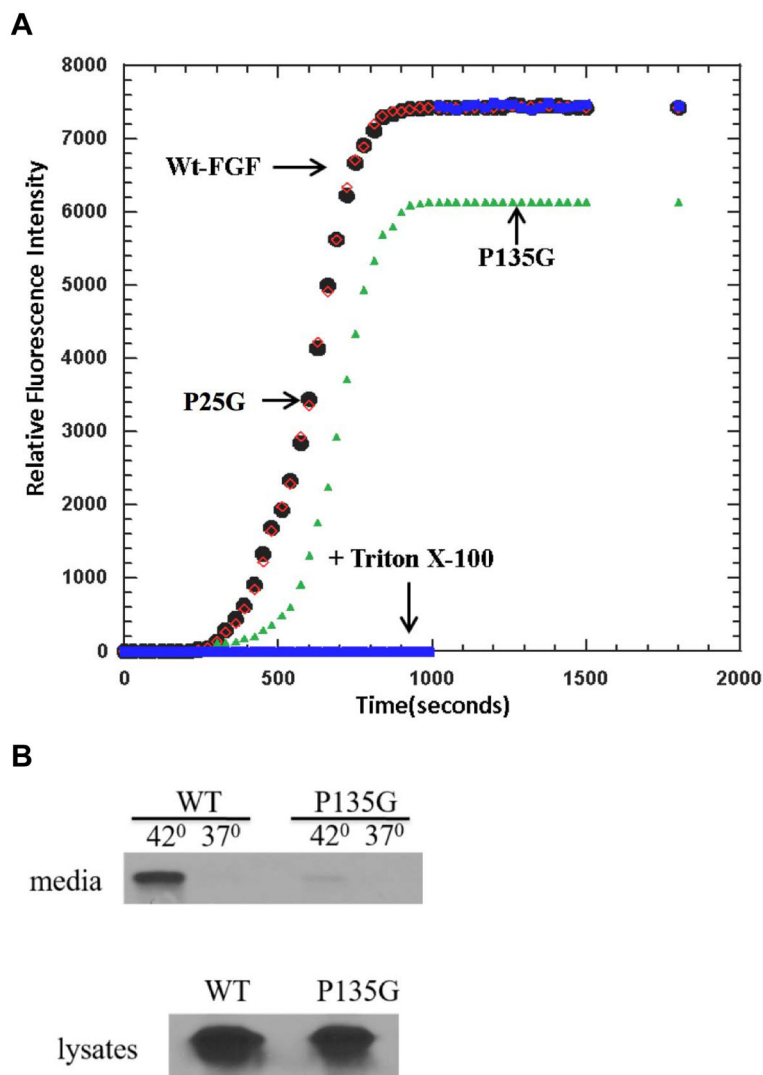 A
8000
7000
6000
5000
4000
3000
2000
1000
0
Relative Fluorescence Intensity
Wt-FGF
P135G
P25G
+ Triton X-100
0 500 1000 1500 2000
Time(seconds)
B
WT P135G
42⁰ 37⁰ 42⁰ 37⁰
media
WT P135G
lysates